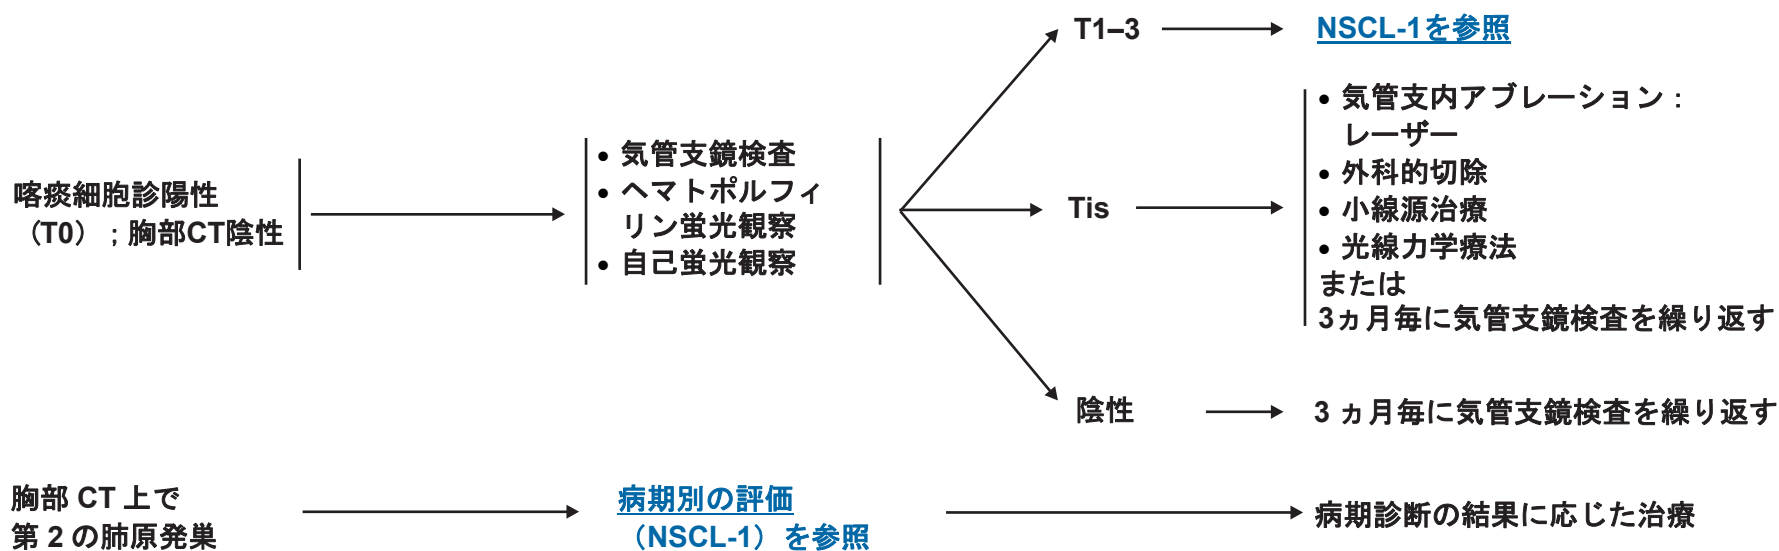 喀痰細胞診陽性
（T0）；胸部CT陰性
• 気管支鏡検査
• ヘマトポルフィ
リン蛍光観察
• 自己蛍光観察
T1–3
NSCL-1を参照
Tis
• 気管支内アブレーション：
レーザー
• 外科的切除
• 小線源治療
• 光線力学療法
または
3ヵ月毎に気管支鏡検査を繰り返す
陰性
3 ヵ月毎に気管支鏡検査を繰り返す
胸部 CT 上で
第 2 の肺原発巣
病期別の評価
（NSCL-1）を参照
病期診断の結果に応じた治療